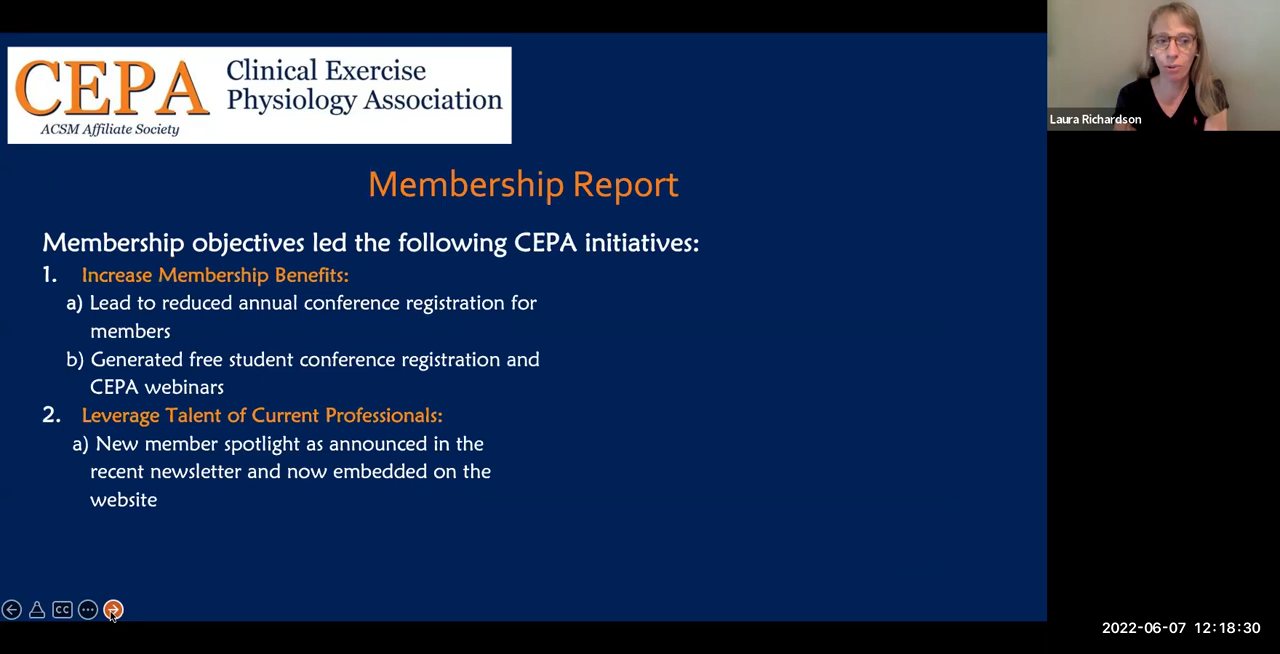 CEPA
Clinical Exercise
Physiology Association
ACSM Affiliate Society
Laura Richardson
Membership Report
Membership objectives led the following CEPA initiatives:
1. Increase Membership Benefits:
a) Lead to reduced annual conference registration for
members
b) Generated free student conference registration and
CEPA webinars
2. Leverage Talent of Current Professionals:
a) New member spotlight as announced in the
recent newsletter and now embedded on the
website
CC
2022-06-07 12:18:30